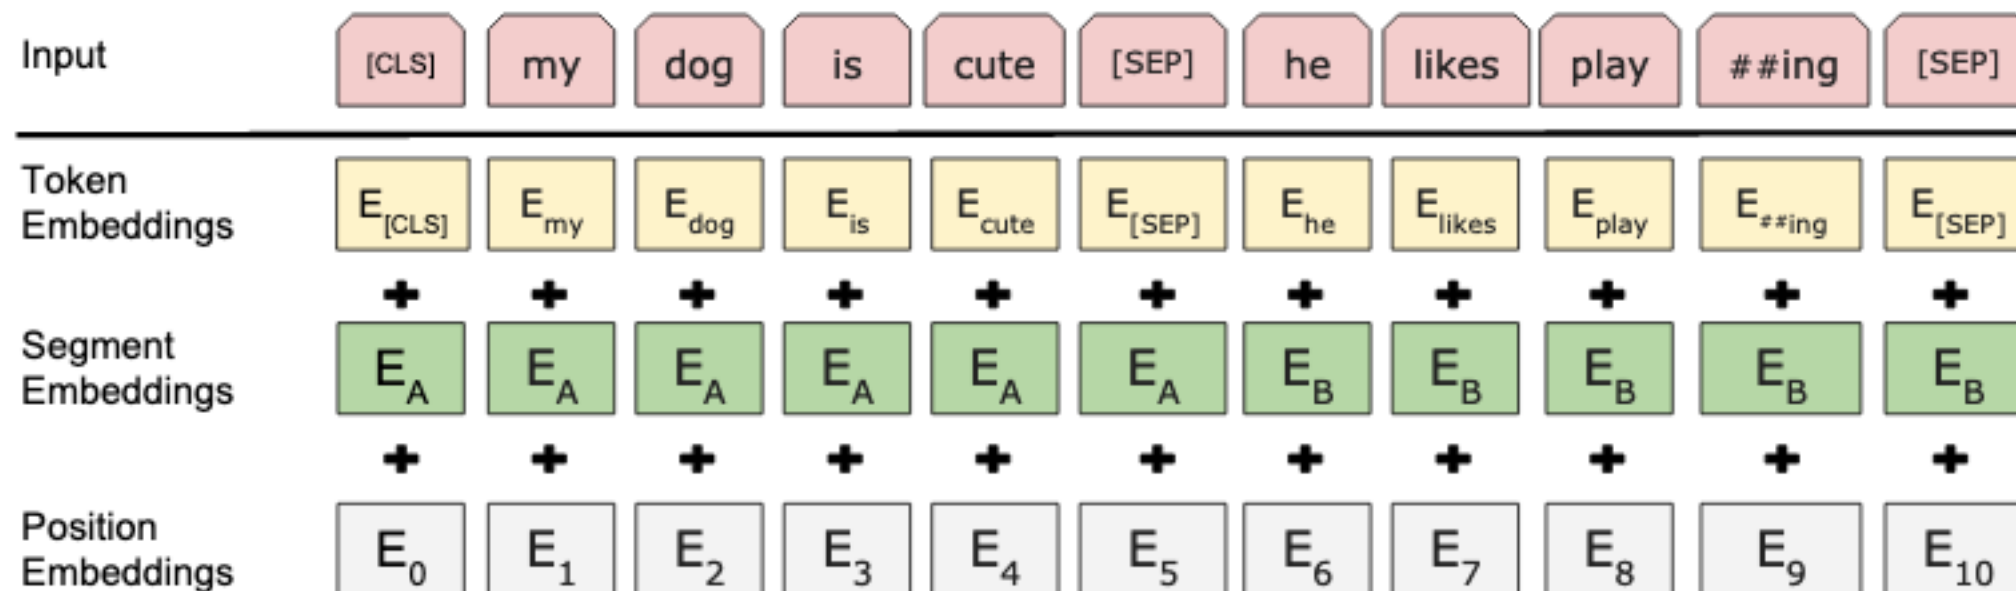 Input [CLS] my dog is cute [SEP] he likes play ##ing [SEP]
Token Embeddings E[CLS] Emy Edog Eis Ecute E[SEP] Ehe Elikes Eplay E##ing E[SEP]
+ + + + + + + + + + +
Segment Embeddings EA EA EA EA EA EA EB EB EB EB EB
+ + + + + + + + + + +
Position Embeddings E0 E1 E2 E3 E4 E5 E6 E7 E8 E9 E10